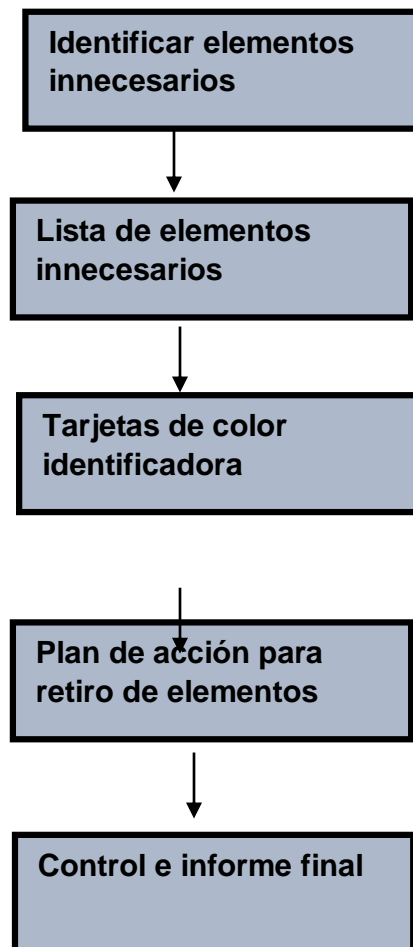 Identificar elementos
innecesarios
Lista de elementos
innecesarios
Tarjetas de color
identificadora
Plan de acción para
retiro de elementos
Control e informe final